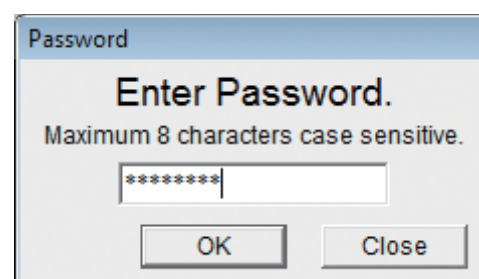 Password
Enter Password.
Maximum 8 characters case sensitive.
********
OK Close